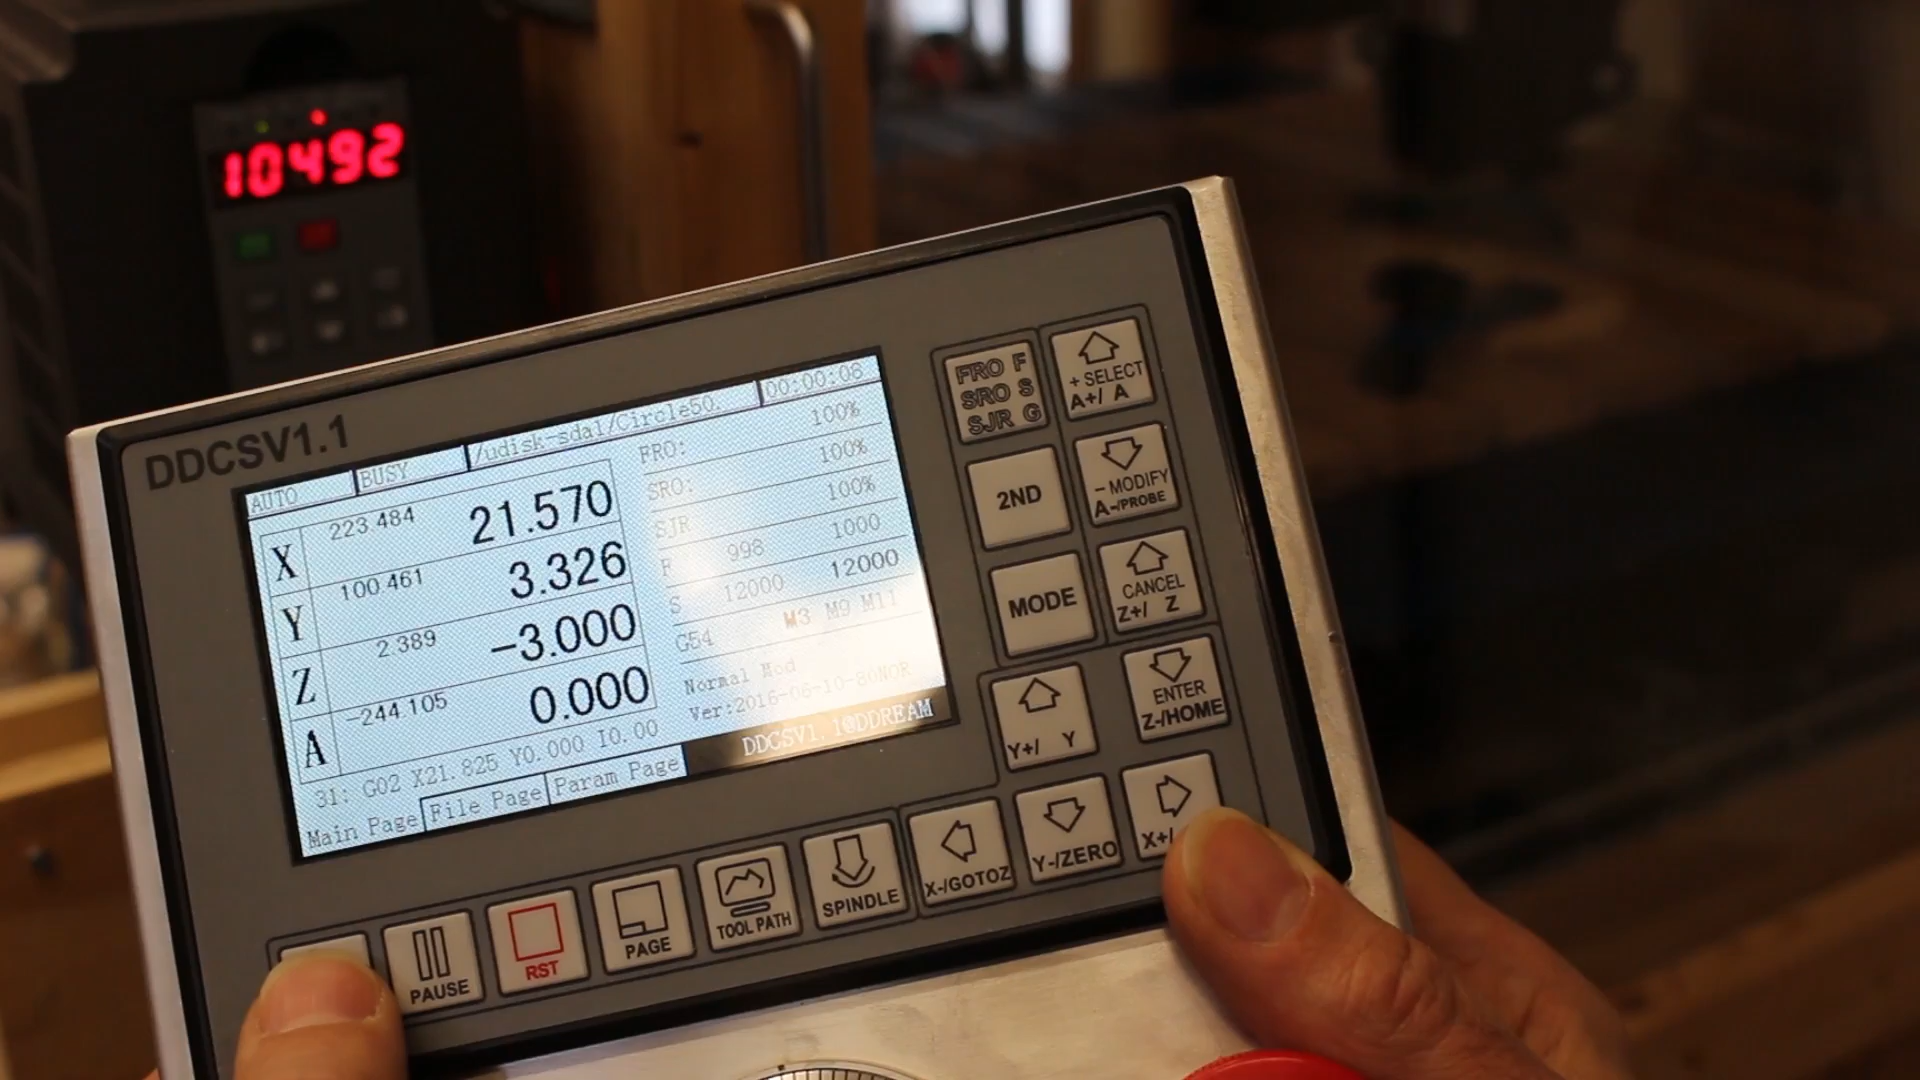 10492
DDCSV1.1
AUTO BUSY /udisk-sda1/Circle50. 00:00:08
X 223.484 21.570
Y 100.461 3.326
Z 2.389 -3.000
A -244.105 0.000
FRO: 100%
SRO: 100%
SJR 100%
F 998 1000
S 12000 12000
G54 M3 M9 M11
Normal Mod
Ver:2016-06-10-80NOR
31: G02 X21.825 Y0.000 I0.00
DDCSV1.1@DDREAM
Main Page File Page Param Page
FRO F
SRO S
SJR G
+ SELECT
A+/ A
2ND
- MODIFY
A-/PROBE
MODE
CANCEL
Z+/ Z
Y+/ Y
ENTER
Z-/HOME
PAUSE
RST
PAGE
TOOL PATH
SPINDLE
X-/GOTOZ
Y-/ZERO
X+/